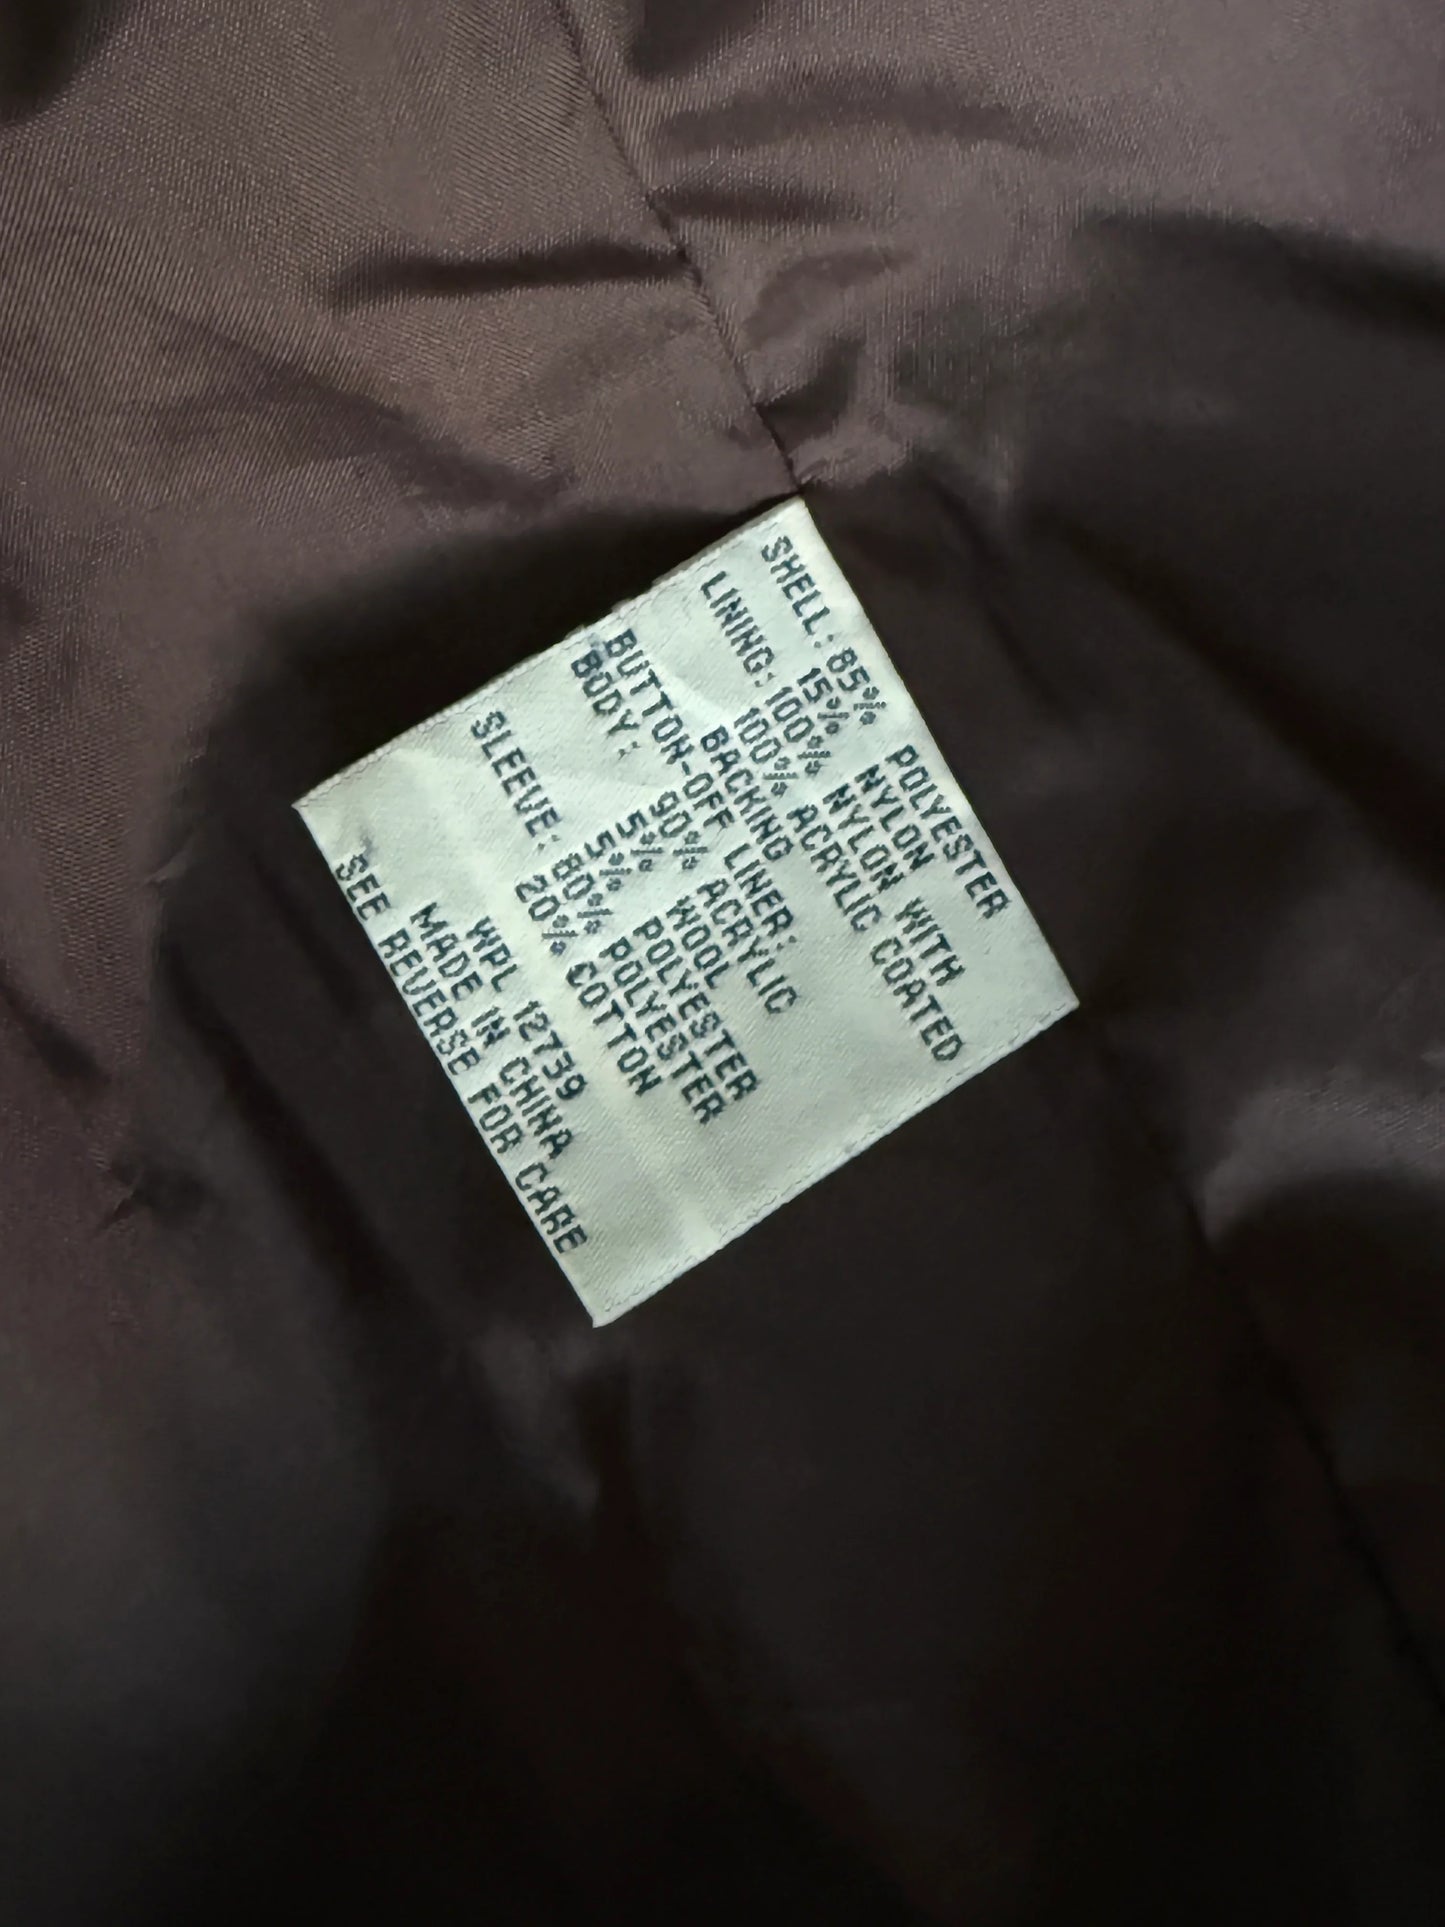 SHELL: 85% POLYESTER
15% NYLON
LINING: 100% NYLON WITH
100% ACRYLIC COATED
BACKING
BUTTON-OFF LINER:
BODY: 90% ACRYLIC
5% WOOL
5% POLYESTER
SLEEVE: 80% POLYESTER
20% COTTON
WPL 12739
MADE IN CHINA
SEE REVERSE FOR CARE